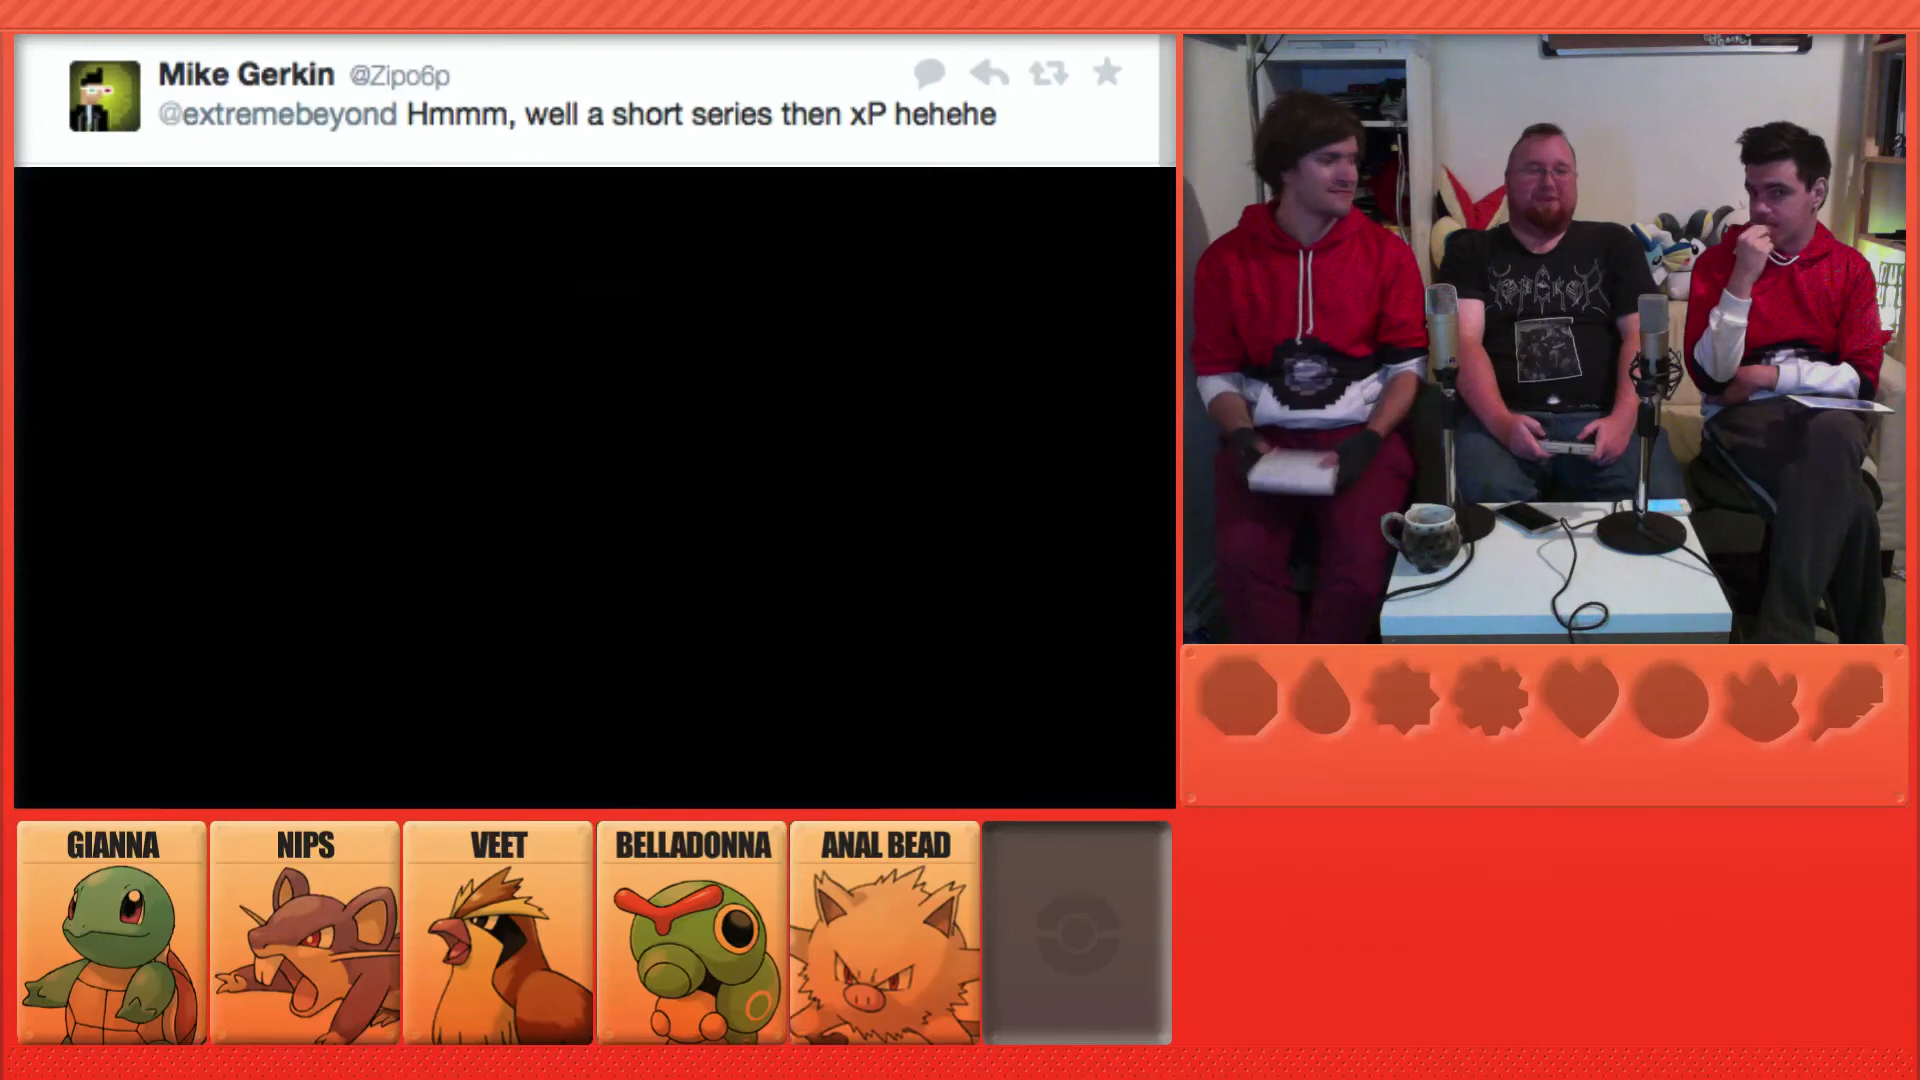 Mike Gerkin @Zipo6p
@extremebeyond Hmmm, well a short series then xP hehehe
GIANNA
NIPS
VEET
BELLADONNA
ANAL BEAD